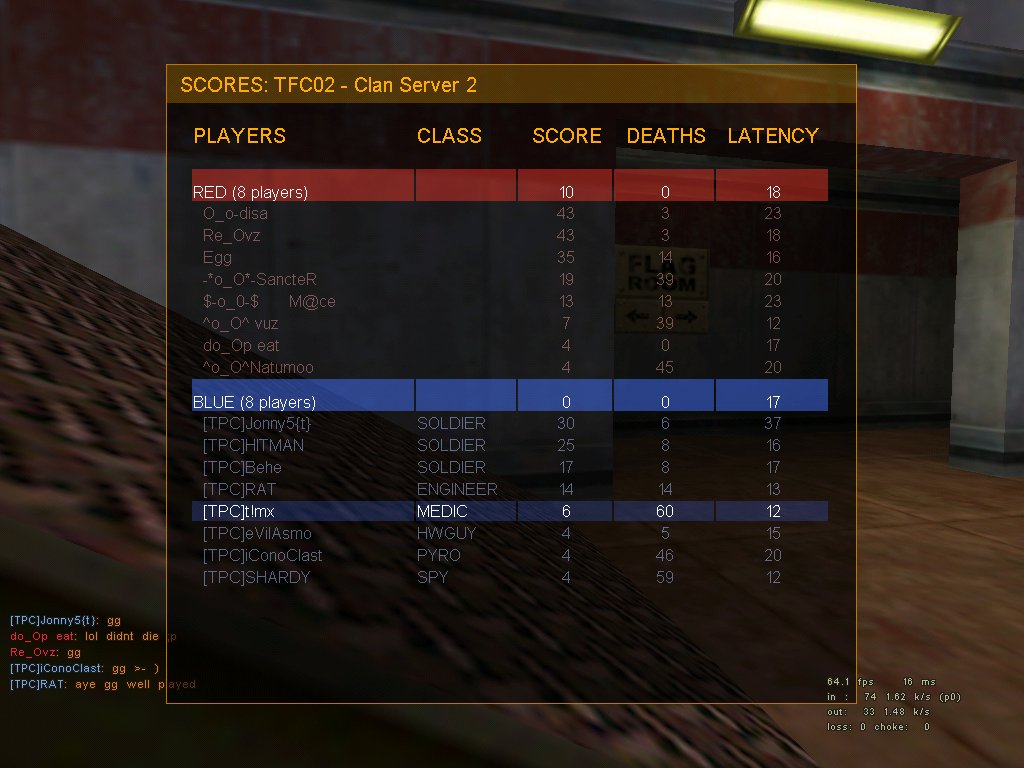 SCORES: TFC02 - Clan Server 2
PLAYERS CLASS SCORE DEATHS LATENCY
RED (8 players) 10 0 18
O_o-disa 43 3 23
Re_Ovz 43 3 18
Egg 35 14 16
-*o_O*-SancteR 19 39 20
$-o_0-$ M@ce 13 13 23
^o_O^ vuz 7 39 12
do_Op eat 4 0 17
^o_O^Natumoo 4 45 20
BLUE (8 players) 0 0 17
[TPC]Jonny5{t} SOLDIER 30 6 37
[TPC]H!TMAN SOLDIER 25 8 16
[TPC]Behe SOLDIER 17 8 17
[TPC]RAT ENGINEER 14 14 13
[TPC]t!mx MEDIC 6 60 12
[TPC]eVilAsmo HWGUY 4 5 15
[TPC]iConoClast PYRO 4 46 20
[TPC]SHARDY SPY 4 59 12
FLAG ROOM
[TPC]Jonny5{t}: gg
do_Op eat: lol didnt die ;p
Re_Ovz: gg
[TPC]iConoClast: gg >- )
[TPC]RAT: aye gg well played
64.1 fps 16 ms
in : 74 1.62 k/s (p0)
out: 33 1.48 k/s
loss: 0 choke: 0